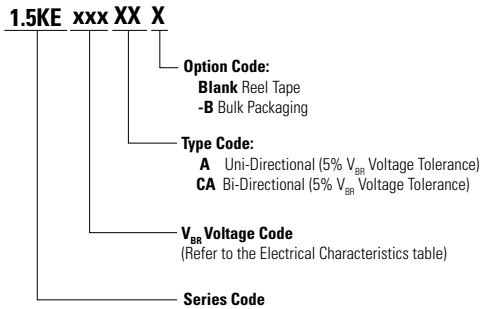 1.5KE xxx XX X
Option Code:
Blank Reel Tape
-B Bulk Packaging
Type Code:
A Uni-Directional (5% VBR Voltage Tolerance)
CA Bi-Directional (5% VBR Voltage Tolerance)
VBR Voltage Code
(Refer to the Electrical Characteristics table)
Series Code